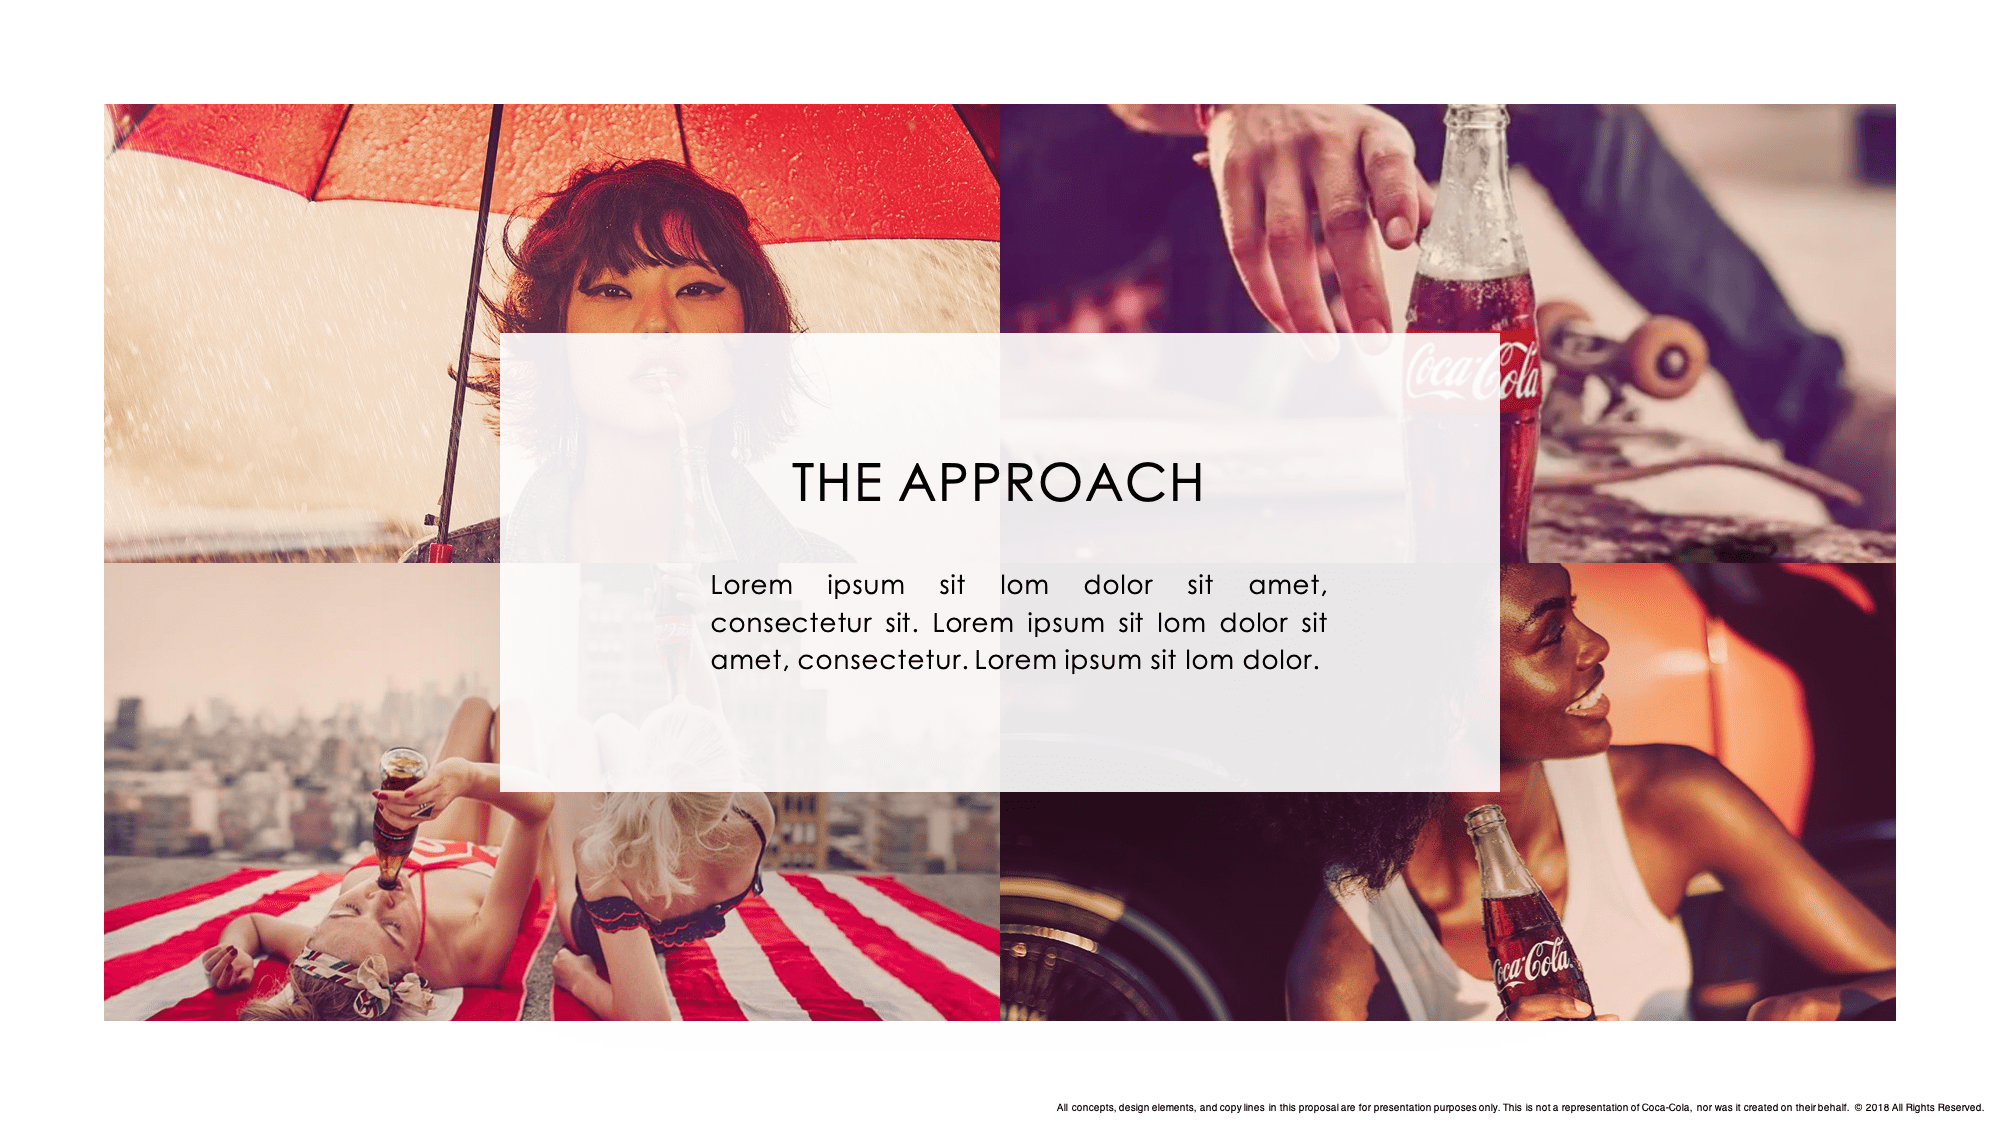 Coca-Cola
THE APPROACH
Lorem ipsum sit lom dolor sit amet,
consectetur sit. Lorem ipsum sit lom dolor sit
amet, consectetur. Lorem ipsum sit lom dolor.
Coca-Cola
All concepts, design elements, and copy lines in this proposal are for presentation purposes only. This is not a representation of Coca-Cola, nor was it created on their behalf. © 2018 All Rights Reserved.